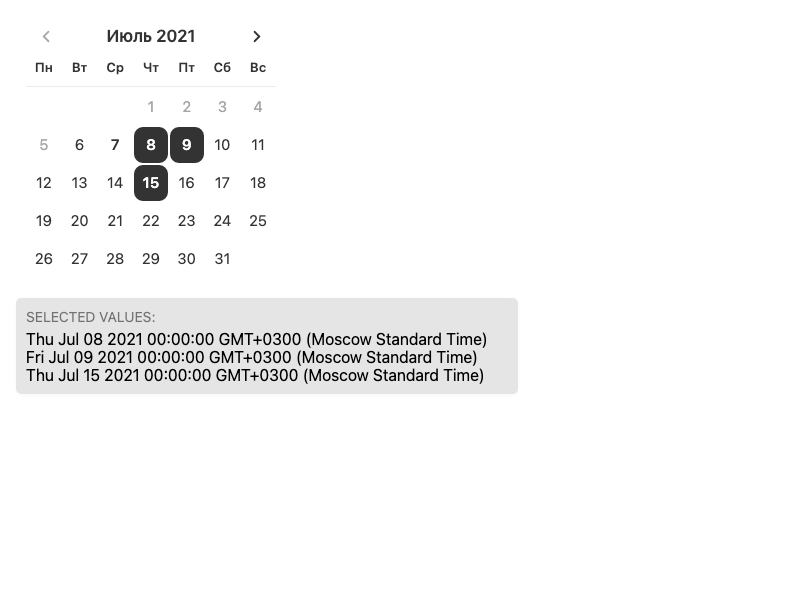 Июль 2021
Пн Вт Ср Чт Пт Сб Вс
1 2 3 4
5 6 7 8 9 10 11
12 13 14 15 16 17 18
19 20 21 22 23 24 25
26 27 28 29 30 31
SELECTED VALUES:
Thu Jul 08 2021 00:00:00 GMT+0300 (Moscow Standard Time)
Fri Jul 09 2021 00:00:00 GMT+0300 (Moscow Standard Time)
Thu Jul 15 2021 00:00:00 GMT+0300 (Moscow Standard Time)